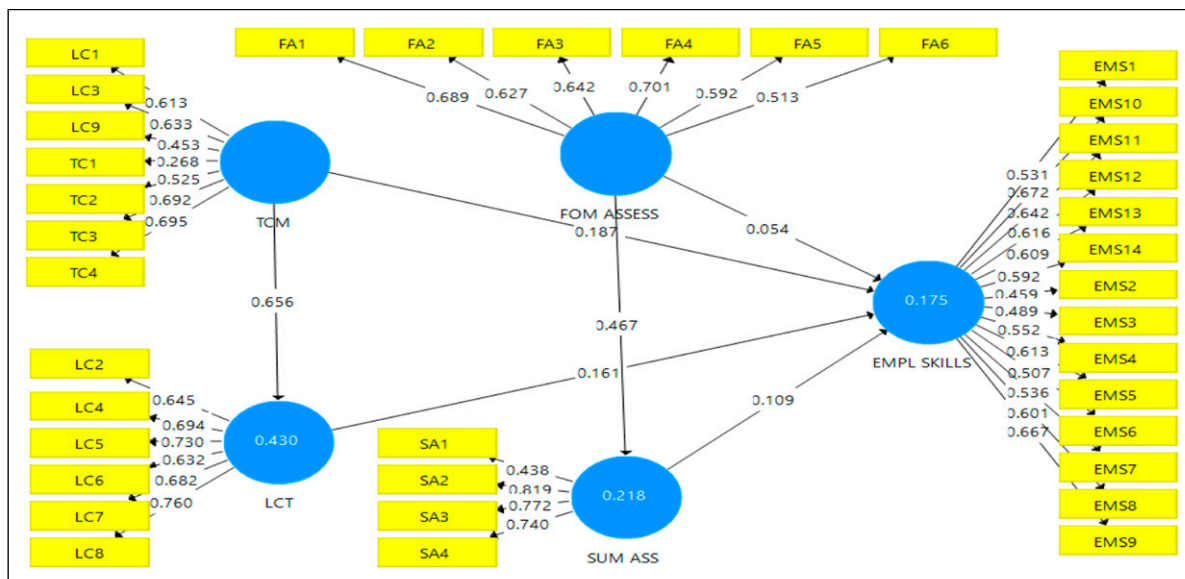 FA1 FA2 FA3 FA4 FA5 FA6
LC1
LC3
LC9
TC1
TC2
TC3
TC4
0.613
0.633
0.453
0.268
0.525
0.692
0.695
TCM
0.689 0.627 0.642 0.701 0.592 0.513
FOM ASSESS
0.187
0.054
0.656
0.467
0.161
0.109
EMS1
EMS10
EMS11
EMS12
EMS13
EMS14
EMS2
EMS3
EMS4
EMS5
EMS6
EMS7
EMS8
EMS9
0.531
0.672
0.642
0.616
0.609
0.592
0.459
0.489
0.552
0.613
0.507
0.536
0.601
0.667
0.175
EMPL SKILLS
LC2
LC4
LC5
LC6
LC7
LC8
0.645
0.694
0.730
0.632
0.682
0.760
0.430
LCT
SA1
SA2
SA3
SA4
0.438
0.819
0.772
0.740
0.218
SUM ASS